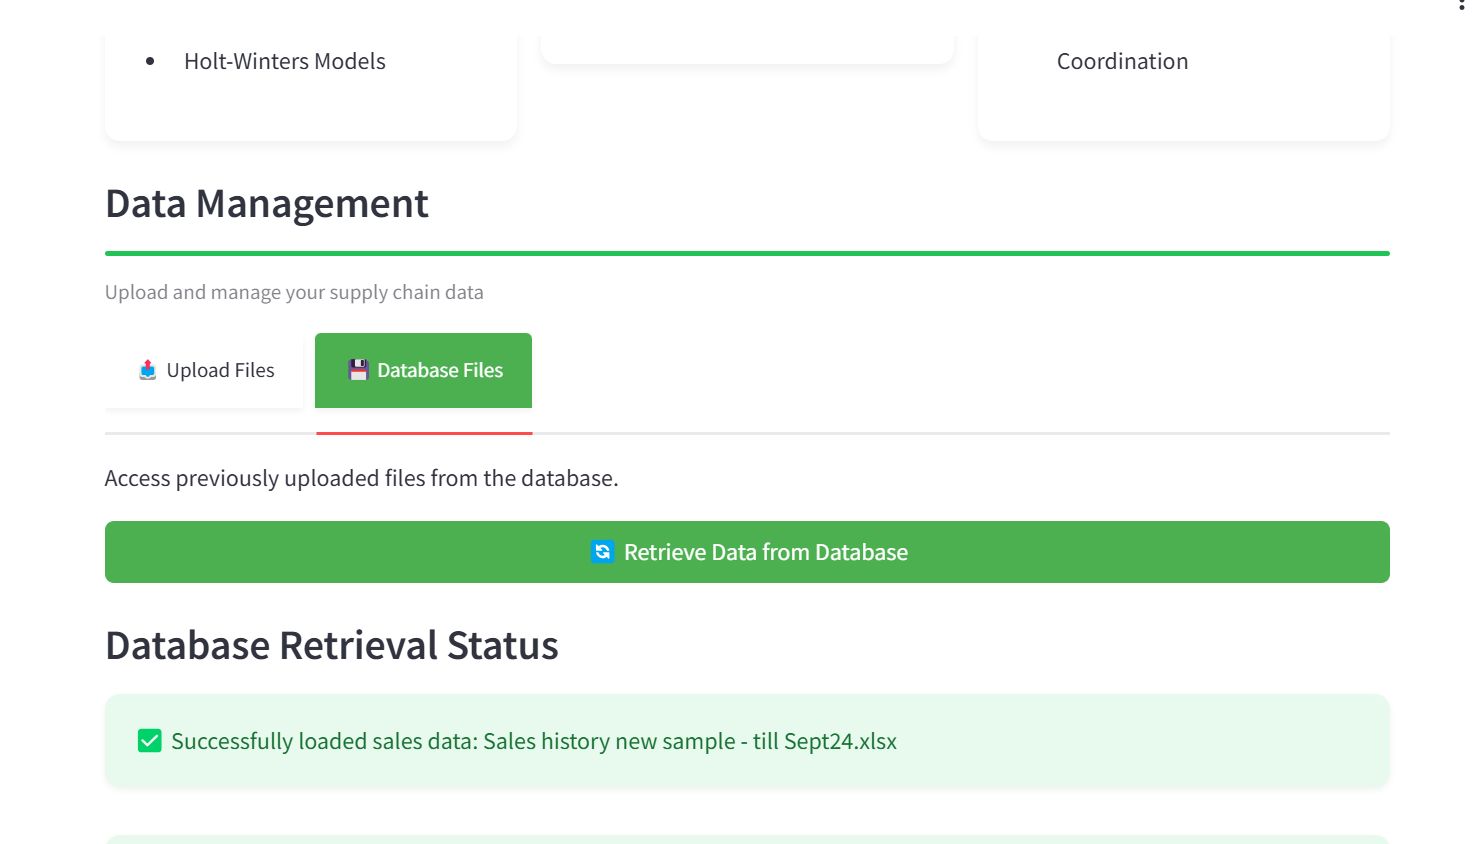 Holt-Winters Models
Coordination
Data Management
Upload and manage your supply chain data
Upload Files
Database Files
Access previously uploaded files from the database.
Retrieve Data from Database
Database Retrieval Status
Successfully loaded sales data: Sales history new sample - till Sept24.xlsx